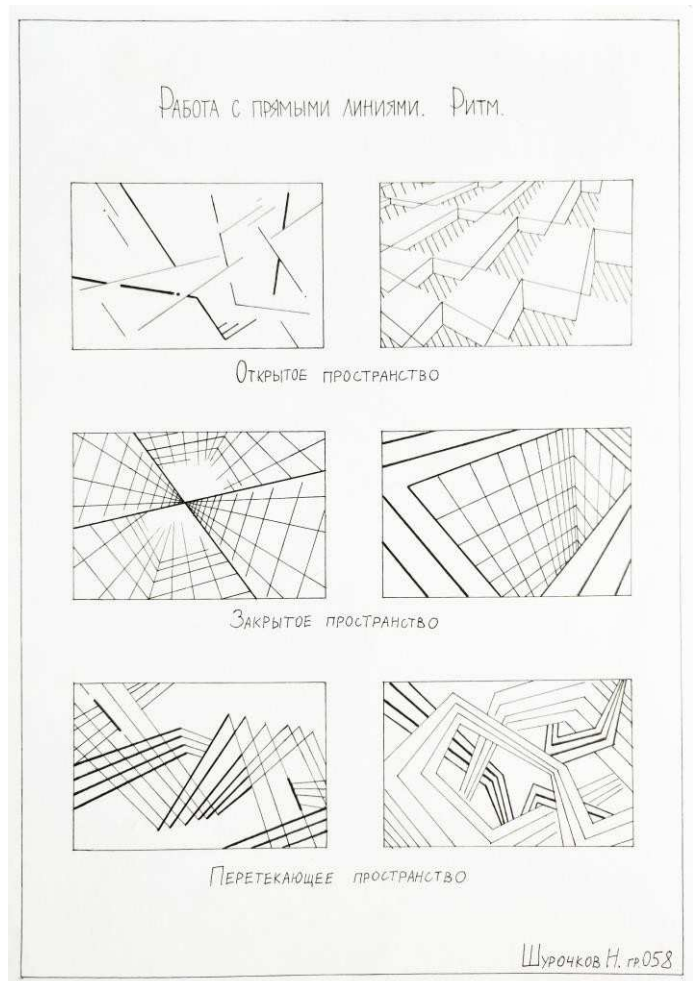 Работа с прямыми линиями. Ритм.
Открытое пространство
Закрытое пространство
Перетекающее пространство
Шурочков Н. гр.058